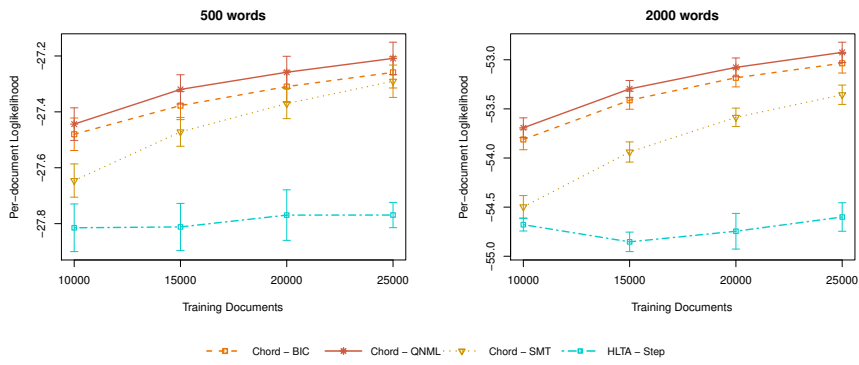 500 words
Per-document Loglikelihood
−27.2
−27.4
−27.6
−27.8
10000 15000 20000 25000
Training Documents
2000 words
Per-document Loglikelihood
−53.0
−53.5
−54.0
−54.5
−55.0
10000 15000 20000 25000
Training Documents
Chord − BIC Chord − QNML Chord − SMT HLTA − Step